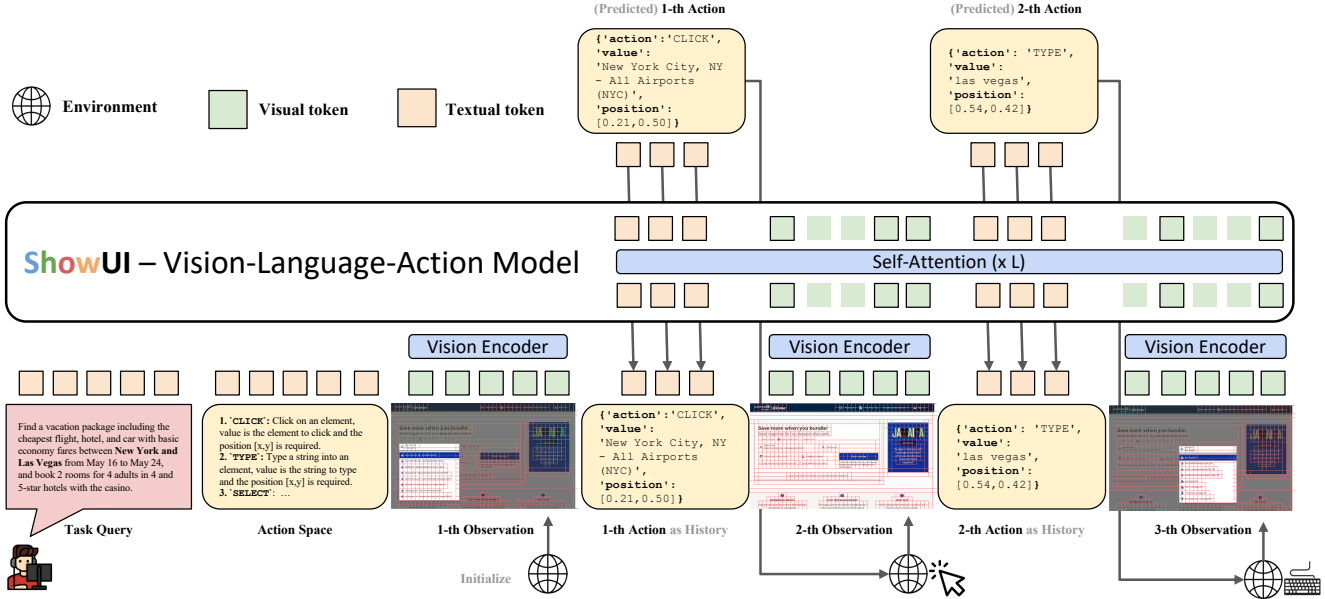 (Predicted) 1-th Action
(Predicted) 2-th Action
{'action':'CLICK',
'value':
'New York City, NY
- All Airports
(NYC)',
'position':
[0.21,0.50]}
{'action': 'TYPE',
'value':
'las vegas',
'position':
[0.54,0.42]}
Environment
Visual token
Textual token
ShowUI – Vision-Language-Action Model
Self-Attention (x L)
Vision Encoder
Vision Encoder
Vision Encoder
Find a vacation package including the
cheapest flight, hotel, and car with basic
economy fares between New York and
Las Vegas from May 16 to May 24,
and book 2 rooms for 4 adults in 4 and
5-star hotels with the casino.
1. `CLICK`: Click on an element,
value is the element to click and the
position [x,y] is required.
2. `TYPE`: Type a string into an
element, value is the string to type
and the position [x,y] is required.
3. `SELECT`: …
{'action':'CLICK',
'value':
'New York City, NY
- All Airports
(NYC)',
'position':
[0.21,0.50]}
Save more when you bundle!
{'action': 'TYPE',
'value':
'las vegas',
'position':
[0.54,0.42]}
Task Query
Action Space
1-th Observation
1-th Action as History
2-th Observation
2-th Action as History
3-th Observation
Initialize